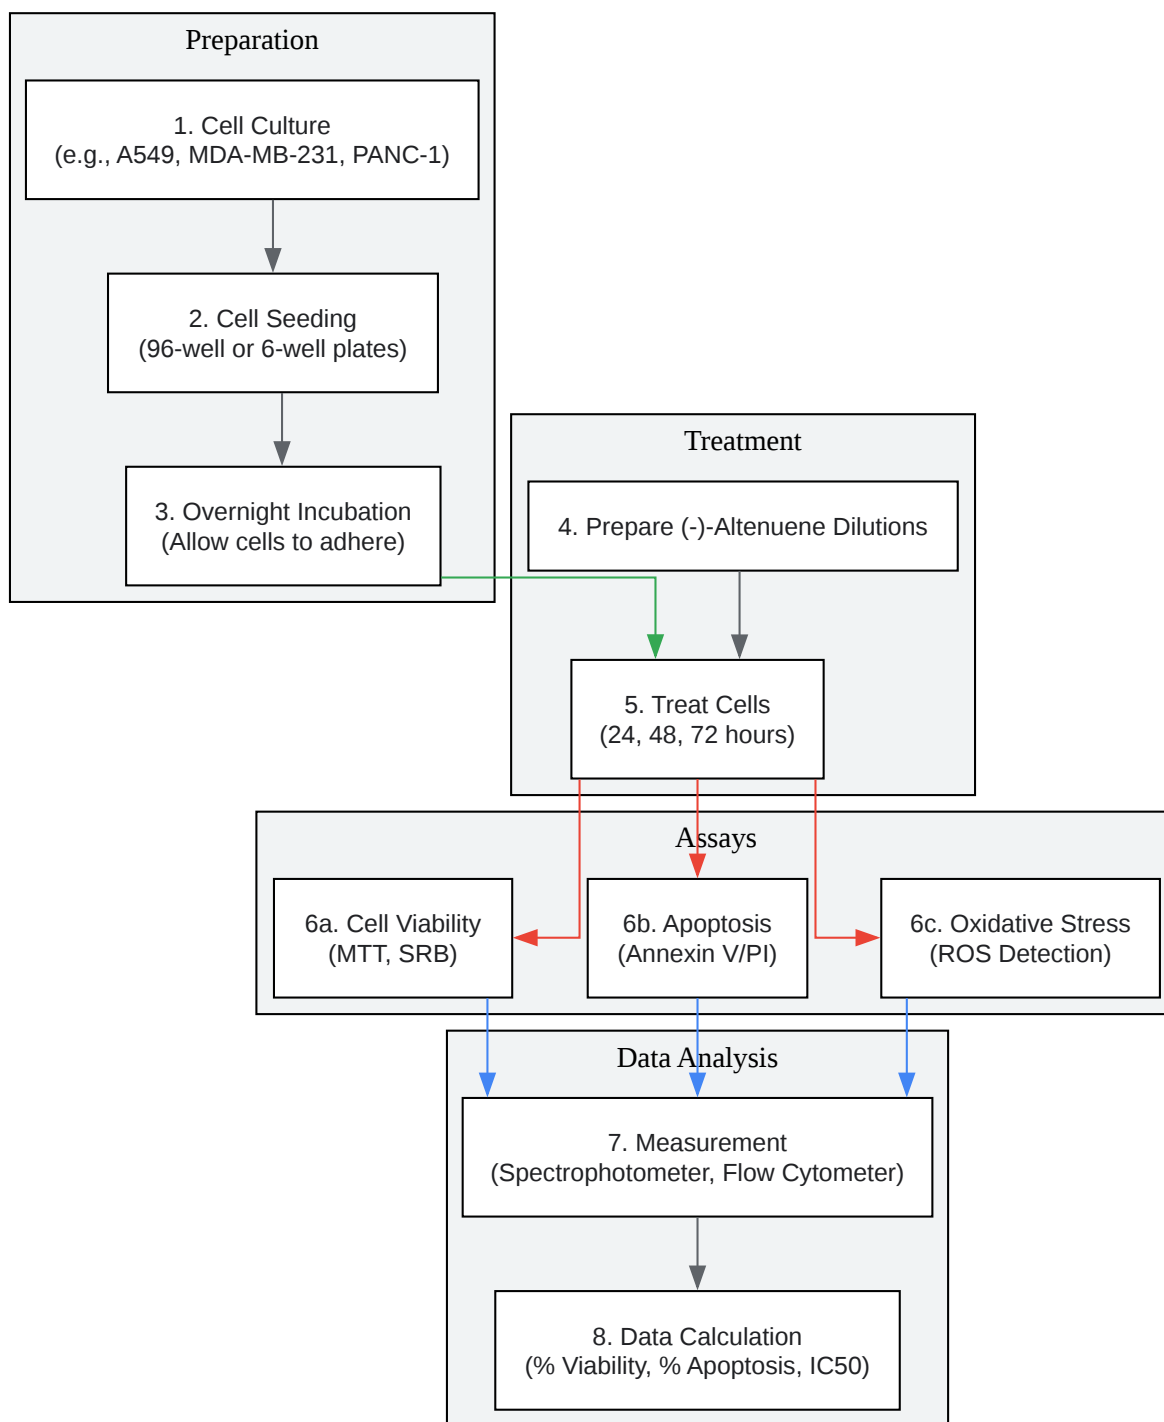 Preparation
1. Cell Culture
(e.g., A549, MDA-MB-231, PANC-1)
2. Cell Seeding
(96-well or 6-well plates)
3. Overnight Incubation
(Allow cells to adhere)
Treatment
4. Prepare (-)-Altenuene Dilutions
5. Treat Cells
(24, 48, 72 hours)
Assays
6a. Cell Viability
(MTT, SRB)
6b. Apoptosis
(Annexin V/PI)
6c. Oxidative Stress
(ROS Detection)
Data Analysis
7. Measurement
(Spectrophotometer, Flow Cytometer)
8. Data Calculation
(% Viability, % Apoptosis, IC50)